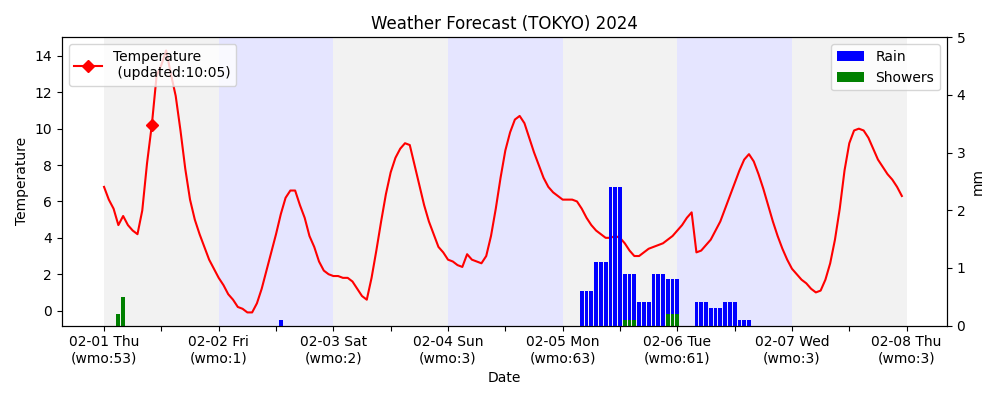 Weather Forecast (TOKYO) 2024
Temperature
(updated:10:05)
Rain
Showers
14
12
10
8
6
4
2
0
Temperature
5
4
3
2
1
0
mm
02-01 Thu
(wmo:53)
02-02 Fri
(wmo:1)
02-03 Sat
(wmo:2)
02-04 Sun
(wmo:3)
02-05 Mon
(wmo:63)
02-06 Tue
(wmo:61)
02-07 Wed
(wmo:3)
02-08 Thu
(wmo:3)
Date